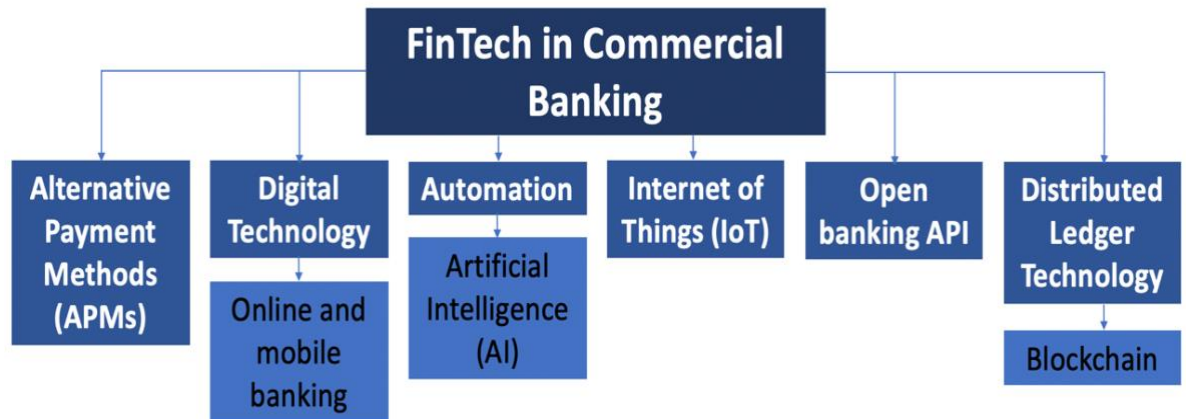 FinTech in Commercial
Banking
Alternative
Payment
Methods
(APMs)
Digital
Technology
Online and
mobile
banking
Automation
Artificial
Intelligence
(AI)
Internet of
Things (IoT)
Open
banking API
Distributed
Ledger
Technology
Blockchain